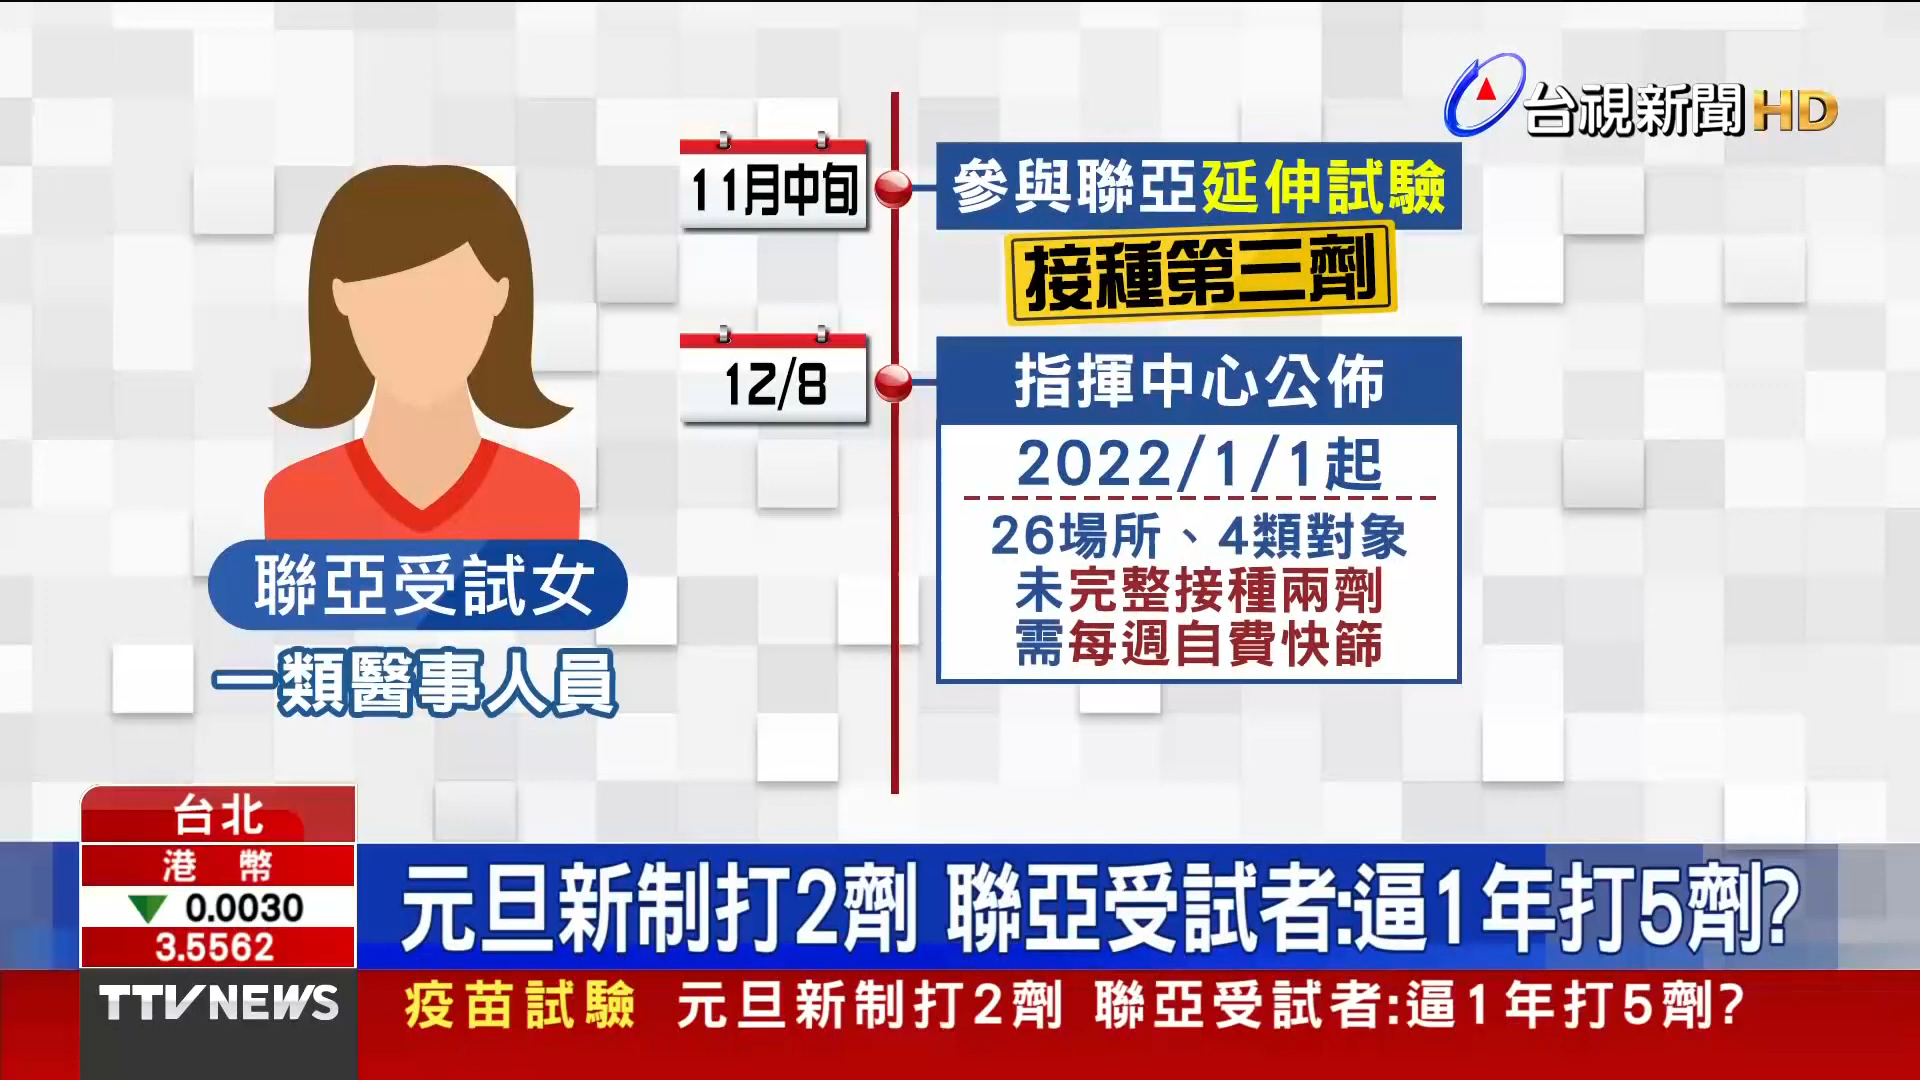 台視新聞HD
11月中旬
參與聯亞延伸試驗
接種第三劑
12/8
指揮中心公佈
2022/1/1起
26場所、4類對象
未完整接種兩劑
需每週自費快篩
聯亞受試女
一類醫事人員
台北
港幣
▼ 0.0030
3.5562
元旦新制打2劑 聯亞受試者:逼1年打5劑?
TTV NEWS
疫苗試驗 元旦新制打2劑 聯亞受試者:逼1年打5劑?